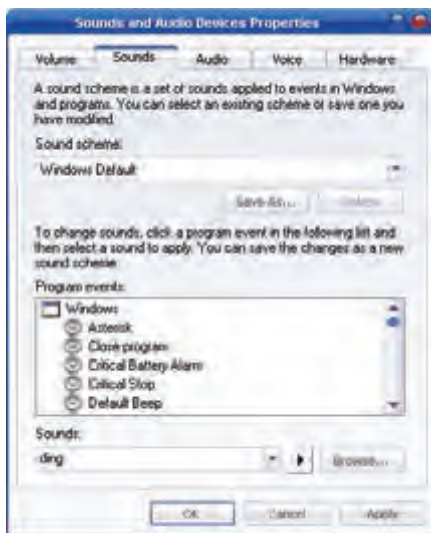 Sounds and Audio Devices Properties
Volume Sounds Audio Voice Hardware
A sound scheme is a set of sounds applied to events in Windows
and programs. You can select an existing scheme or save one you
have modified.
Sound scheme:
Windows Default
Save As... Delete
To change sounds, click a program event in the following list and
then select a sound to apply. You can save the changes as a new
sound scheme.
Program events:
Windows
Asterisk
Close program
Critical Battery Alarm
Critical Stop
Default Beep
Sounds:
ding
Browse...
OK Cancel Apply